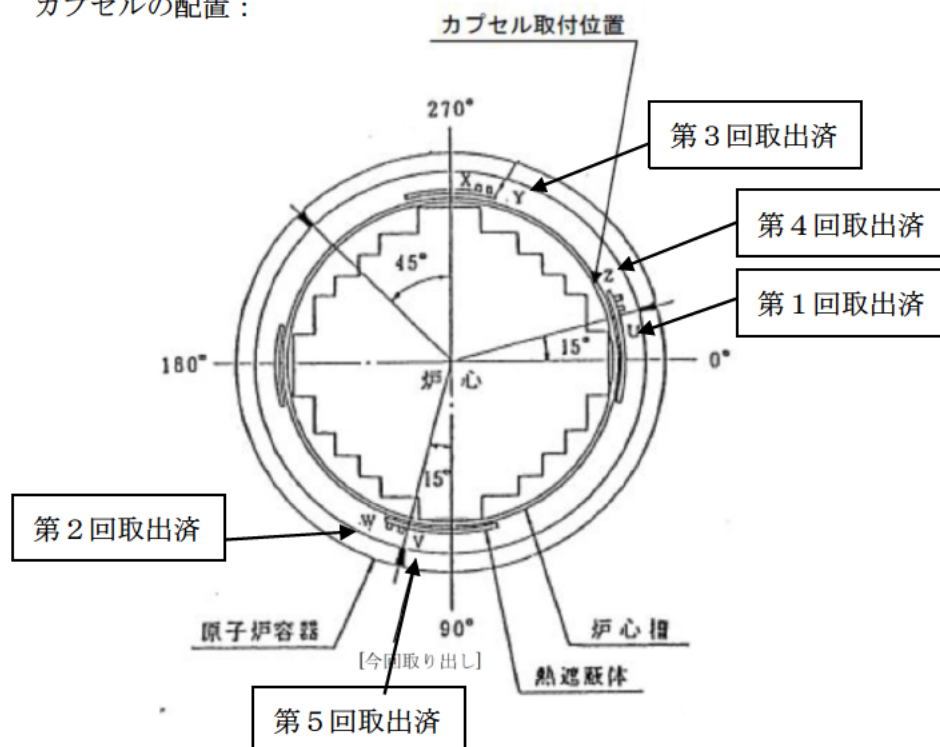 カプセルの配置:
カプセル取付位置
270°
第3回取出済
X
Y
第4回取出済
45°
Z
第1回取出済
U
15°
180°
0°
炉心
15°
第2回取出済
W
V
原子炉容器
90°
炉心槽
[今回取り出し]
熱遮蔽体
第5回取出済